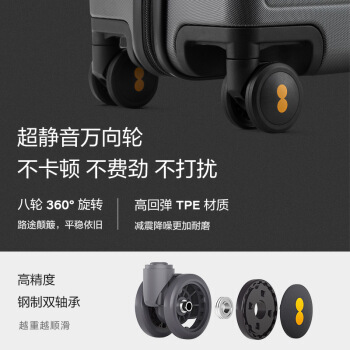 超静音万向轮
不卡顿 不费劲 不打扰
八轮 360° 旋转
路途颠簸，平稳依旧
高回弹 TPE 材质
减震降噪更加耐磨
高精度
钢制双轴承
越重越顺滑